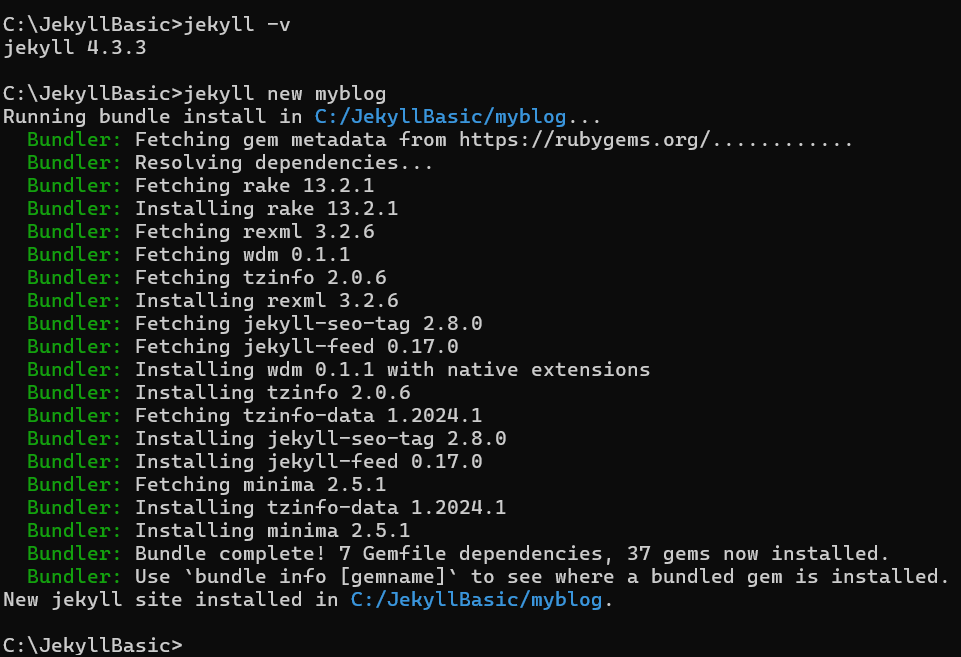 C:\JekyllBasic>jekyll -v
jekyll 4.3.3
C:\JekyllBasic>jekyll new myblog
Running bundle install in C:/JekyllBasic/myblog...
Bundler: Fetching gem metadata from https://rubygems.org/............
Bundler: Resolving dependencies...
Bundler: Fetching rake 13.2.1
Bundler: Installing rake 13.2.1
Bundler: Fetching rexml 3.2.6
Bundler: Fetching wdm 0.1.1
Bundler: Fetching tzinfo 2.0.6
Bundler: Installing rexml 3.2.6
Bundler: Fetching jekyll-seo-tag 2.8.0
Bundler: Fetching jekyll-feed 0.17.0
Bundler: Installing wdm 0.1.1 with native extensions
Bundler: Installing tzinfo 2.0.6
Bundler: Fetching tzinfo-data 1.2024.1
Bundler: Installing jekyll-seo-tag 2.8.0
Bundler: Installing jekyll-feed 0.17.0
Bundler: Fetching minima 2.5.1
Bundler: Installing tzinfo-data 1.2024.1
Bundler: Installing minima 2.5.1
Bundler: Bundle complete! 7 Gemfile dependencies, 37 gems now installed.
Bundler: Use `bundle info [gemname]` to see where a bundled gem is installed.
New jekyll site installed in C:/JekyllBasic/myblog.
C:\JekyllBasic>